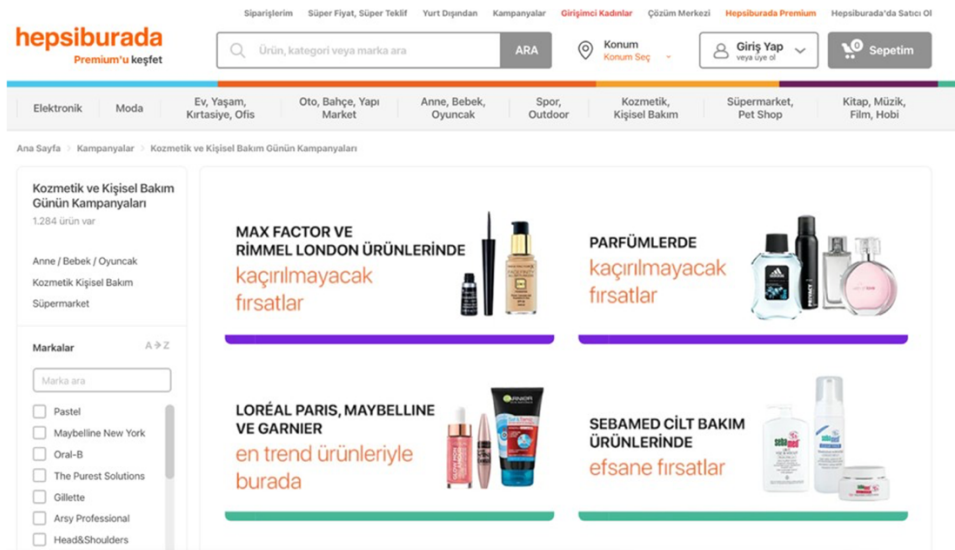 Siparişlerim Süper Fiyat, Süper Teklif Yurt Dışından Kampanyalar Girişimci Kadınlar Çözüm Merkezi Hepsiburada Premium Hepsiburada'da Satıcı Ol
hepsiburada
Premium'u keşfet
Ürün, kategori veya marka ara
ARA
Konum
Konum Seç
Giriş Yap
veya üye ol
0
Sepetim
Elektronik
Moda
Ev, Yaşam,
Kırtasiye, Ofis
Oto, Bahçe, Yapı
Market
Anne, Bebek,
Oyuncak
Spor,
Outdoor
Kozmetik,
Kişisel Bakım
Süpermarket,
Pet Shop
Kitap, Müzik,
Film, Hobi
Ana Sayfa > Kampanyalar > Kozmetik ve Kişisel Bakım Günün Kampanyaları
Kozmetik ve Kişisel Bakım
Günün Kampanyaları
1.284 ürün var
Anne / Bebek / Oyuncak
Kozmetik Kişisel Bakım
Süpermarket
Markalar
A→Z
Marka ara
Pastel
Maybelline New York
Oral-B
The Purest Solutions
Gillette
Arsy Professional
Head&Shoulders
MAX FACTOR VE
RİMMEL LONDON ÜRÜNLERİNDE
kaçırılmayacak
fırsatlar
PARFÜMLERDE
kaçırılmayacak
fırsatlar
adidas
LORÉAL PARIS, MAYBELLINE
VE GARNIER
en trend ürünleriyle
burada
GARNIER
SEBAMED CİLT BAKIM
ÜRÜNLERİNDE
efsane fırsatlar
sebamed
sebamed